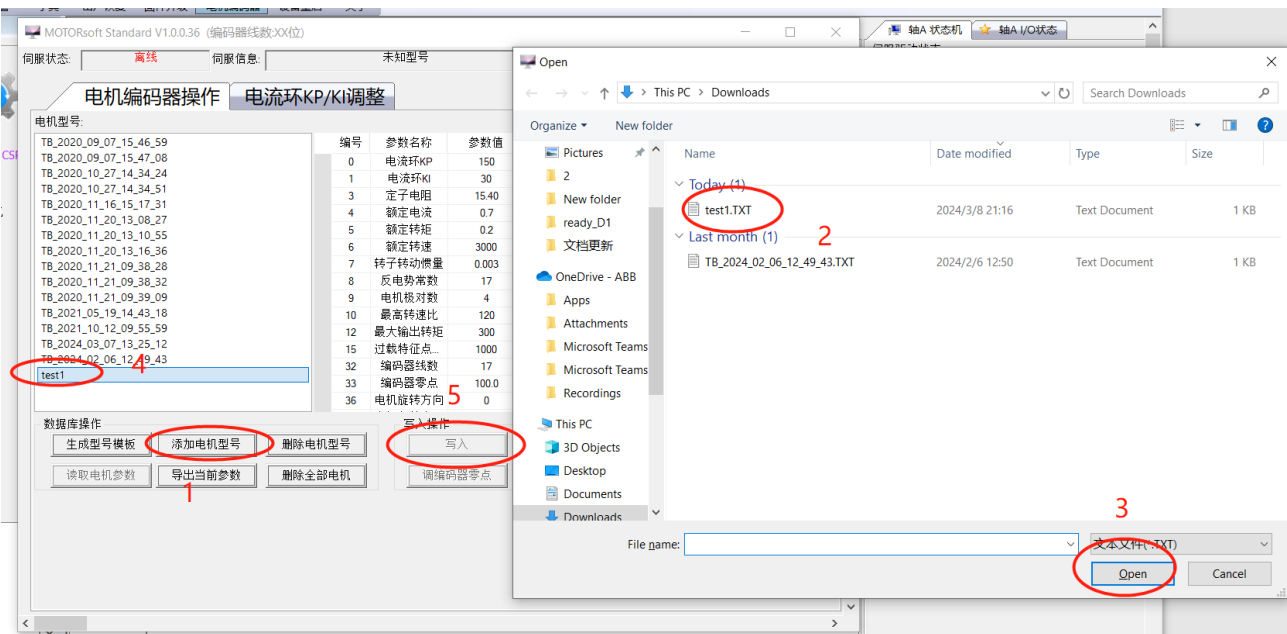 电机编码器
MOTORsoft Standard V1.0.0.36 (编码器线数:XX(位)
伺服状态:
离线
伺服信息:
未知型号
轴A 状态机
轴A I/O状态
电机编码器操作
电流环KP/KI调整
电机型号:
TB_2020_09_07_15_46_59
TB_2020_09_07_15_47_08
TB_2020_10_27_14_34_24
TB_2020_10_27_14_34_51
TB_2020_11_16_15_17_31
TB_2020_11_20_13_08_27
TB_2020_11_20_13_10_55
TB_2020_11_20_13_16_36
TB_2020_11_21_09_38_28
TB_2020_11_21_09_38_32
TB_2020_11_21_09_39_09
TB_2021_05_19_14_43_18
TB_2021_10_12_09_55_59
TB_2024_03_07_13_25_12
TB_2024_02_06_12_49_43
test1
4
编号 参数名称 参数值
0 电流环KP 150
1 电流环KI 30
3 定子电阻 15.40
4 额定电流 0.7
5 额定转矩 0.2
6 额定转速 3000
7 转子转动惯量 0.003
8 反电势常数 17
9 电机极对数 4
10 最高转速比 120
12 最大输出转矩 300
15 过载特征点... 1000
32 编码器线数 17
33 编码器零点 100.0
36 电机旋转方向 0
5
数据库操作
生成型号模板
添加电机型号
删除电机型号
读取电机参数
导出当前参数
删除全部电机
1
写入操作
写入
调编码器零点
Open
This PC > Downloads
Search Downloads
Organize
New folder
Pictures
2
New folder
ready_D1
文档更新
OneDrive - ABB
Apps
Attachments
Microsoft Teams
Microsoft Teams
Recordings
This PC
3D Objects
Desktop
Documents
Downloads
Name Date modified Type Size
Today (1)
test1.TXT 2024/3/8 21:16 Text Document 1 KB
2
Last month (1)
TB_2024_02_06_12_49_43.TXT 2024/2/6 12:50 Text Document 1 KB
3
File name:
文本文件(*.TXT)
Open
Cancel